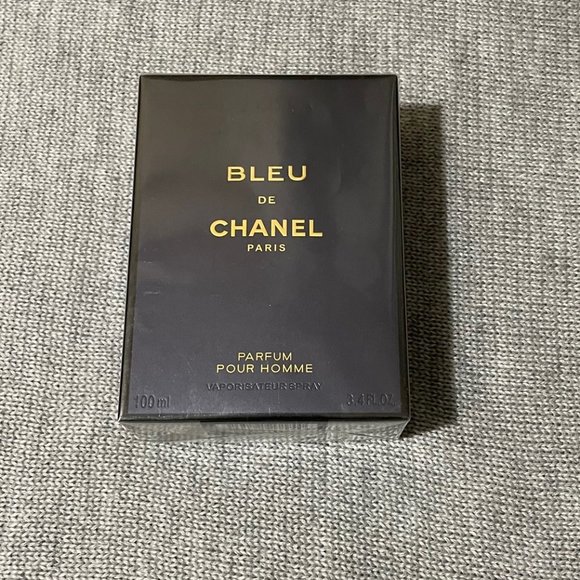 BLEU
DE
CHANEL
PARIS
PARFUM
POUR HOMME
VAPORISATEUR SPRAY
100 ml 3.4 FL. OZ.